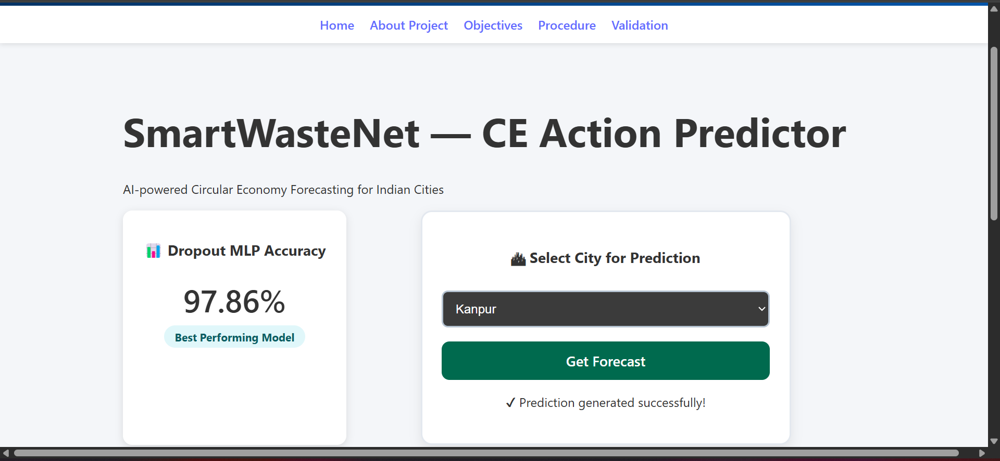 Home About Project Objectives Procedure Validation
SmartWasteNet — CE Action Predictor
AI-powered Circular Economy Forecasting for Indian Cities
Dropout MLP Accuracy
97.86%
Best Performing Model
Select City for Prediction
Kanpur
Get Forecast
✓ Prediction generated successfully!